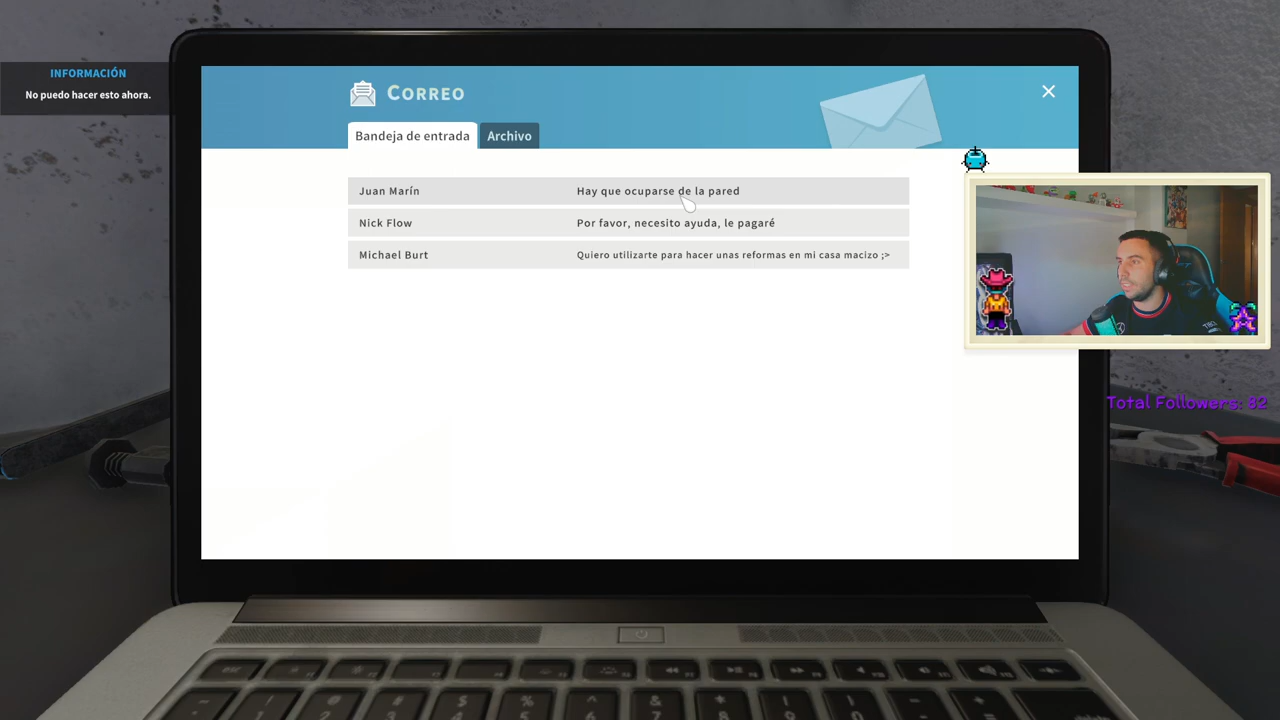 INFORMACIÓN
No puedo hacer esto ahora.
CORREO
Bandeja de entrada
Archivo
Juan Marín
Hay que ocuparse de la pared
Nick Flow
Por favor, necesito ayuda, le pagaré
Michael Burt
Quiero utilizarte para hacer unas reformas en mi casa macizo ;>
Total Followers: 82